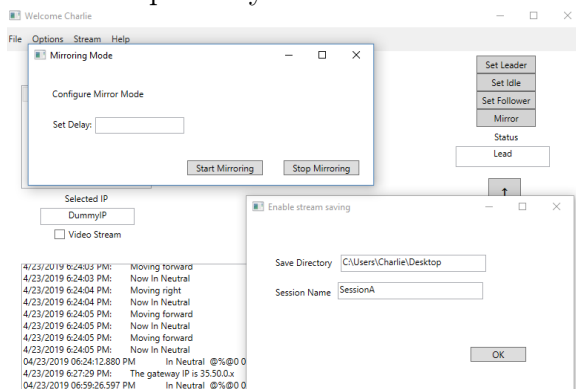 Welcome Charlie
File Options Stream Help
Mirroring Mode
Configure Mirror Mode
Set Delay:
Start Mirroring Stop Mirroring
Set Leader
Set Idle
Set Follower
Mirror
Status
Lead
↑
Selected IP
DummyIP
Video Stream
Enable stream saving
Save Directory C:\Users\Charlie\Desktop
Session Name SessionA
OK
4/23/2019 6:24:03 PM: Moving forward
4/23/2019 6:24:03 PM: Now In Neutral
4/23/2019 6:24:04 PM: Moving right
4/23/2019 6:24:04 PM: Now In Neutral
4/23/2019 6:24:05 PM: Moving forward
4/23/2019 6:24:05 PM: Now In Neutral
4/23/2019 6:24:05 PM: Moving forward
4/23/2019 6:24:05 PM: Now In Neutral
04/23/2019 06:24:12.880 PM In Neutral @%@0 0
4/23/2019 6:27:29 PM: The gateway IP is 35.50.0.x
04/23/2019 06:59:26.597 PM In Neutral @%@0 0